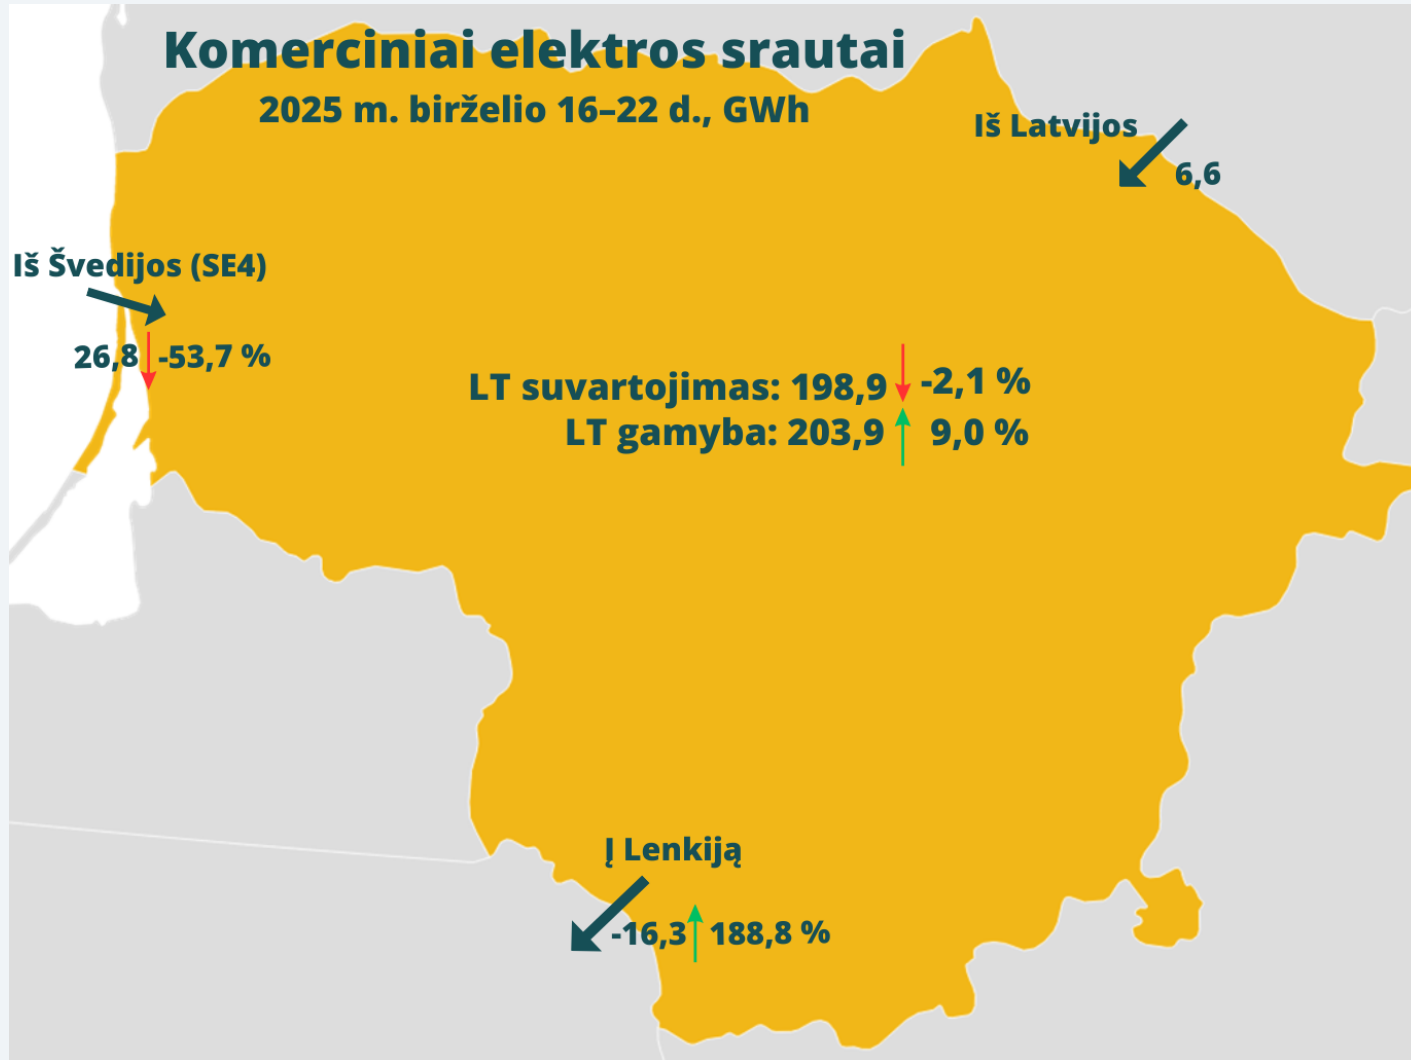 Komerciniai elektros srautai
2025 m. birželio 16–22 d., GWh
Iš Latvijos
6,6
Iš Švedijos (SE4)
26,8 -53,7 %
LT suvartojimas: 198,9 -2,1 %
LT gamyba: 203,9 9,0 %
Į Lenkiją
-16,3 188,8 %